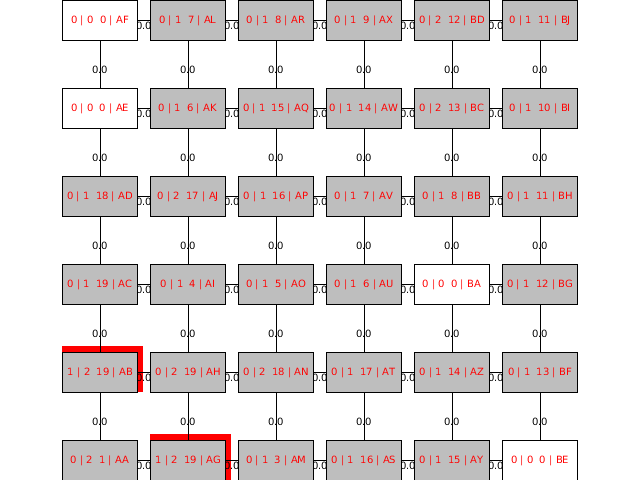 0 | 0  0 | AF 0.0 0 | 1  7 | AL 0.0 0 | 1  8 | AR 0.0 0 | 1  9 | AX 0.0 0 | 2  12 | BD 0.0 0 | 1  11 | BJ
0.0 0.0 0.0 0.0 0.0 0.0
0 | 0  0 | AE 0.0 0 | 1  6 | AK 0.0 0 | 1  15 | AQ 0.0 0 | 1  14 | AW 0.0 0 | 2  13 | BC 0.0 0 | 1  10 | BI
0.0 0.0 0.0 0.0 0.0 0.0
0 | 1  18 | AD 0.0 0 | 2  17 | AJ 0.0 0 | 1  16 | AP 0.0 0 | 1  7 | AV 0.0 0 | 1  8 | BB 0.0 0 | 1  11 | BH
0.0 0.0 0.0 0.0 0.0 0.0
0 | 1  19 | AC 0.0 0 | 1  4 | AI 0.0 0 | 1  5 | AO 0.0 0 | 1  6 | AU 0.0 0 | 0  0 | BA 0.0 0 | 1  12 | BG
0.0 0.0 0.0 0.0 0.0 0.0
1 | 2  19 | AB 0.0 0 | 2  19 | AH 0.0 0 | 2  18 | AN 0.0 0 | 1  17 | AT 0.0 0 | 1  14 | AZ 0.0 0 | 1  13 | BF
0.0 0.0 0.0 0.0 0.0 0.0
0 | 2  1 | AA 0.0 1 | 2  19 | AG 0.0 0 | 1  3 | AM 0.0 0 | 1  16 | AS 0.0 0 | 1  15 | AY 0.0 0 | 0  0 | BE